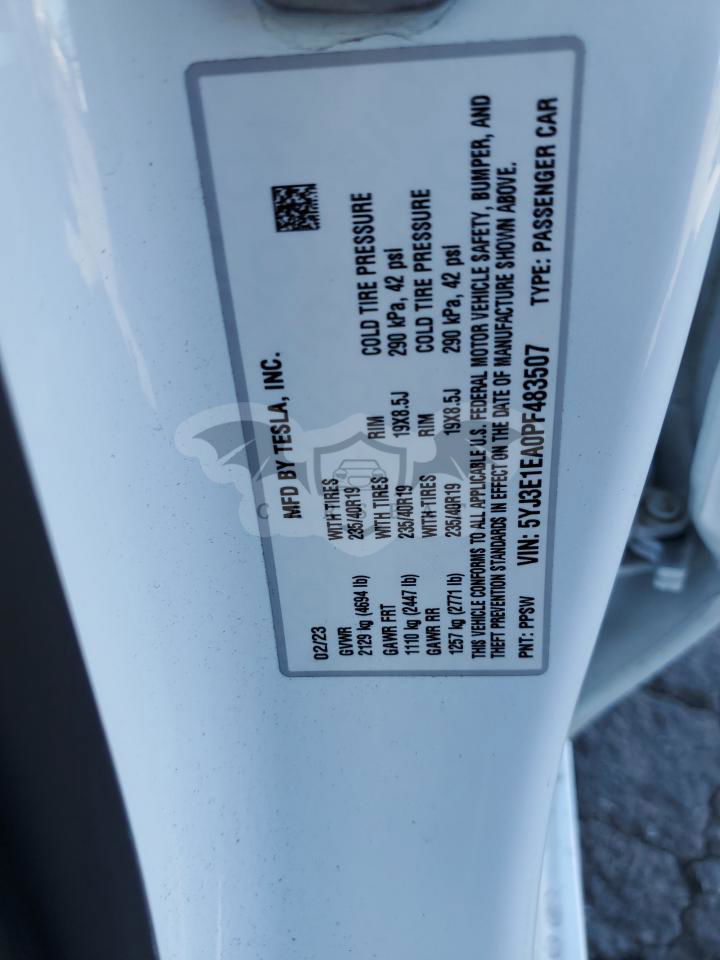 MFD BY TESLA, INC.
02/23
GVWR WITH TIRES RIM COLD TIRE PRESSURE
2129 kg (4694 lb) 235/40R19 19X8.5J 290 kPa, 42 psi
GAWR FRT WITH TIRES RIM COLD TIRE PRESSURE
1110 kg (2447 lb) 235/40R19 19X8.5J 290 kPa, 42 psi
GAWR RR WITH TIRES
1257 kg (2771 lb) 235/40R19
THIS VEHICLE CONFORMS TO ALL APPLICABLE U.S. FEDERAL MOTOR VEHICLE SAFETY, BUMPER, AND
THEFT PREVENTION STANDARDS IN EFFECT ON THE DATE OF MANUFACTURE SHOWN ABOVE.
PNT: PPSW VIN: 5YJ3E1EA0PF483507 TYPE: PASSENGER CAR